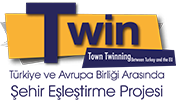 Twin
Town Twinning
Between Turkey and the EU
Türkiye ve Avrupa Birliği Arasında
Şehir Eşleştirme Projesi